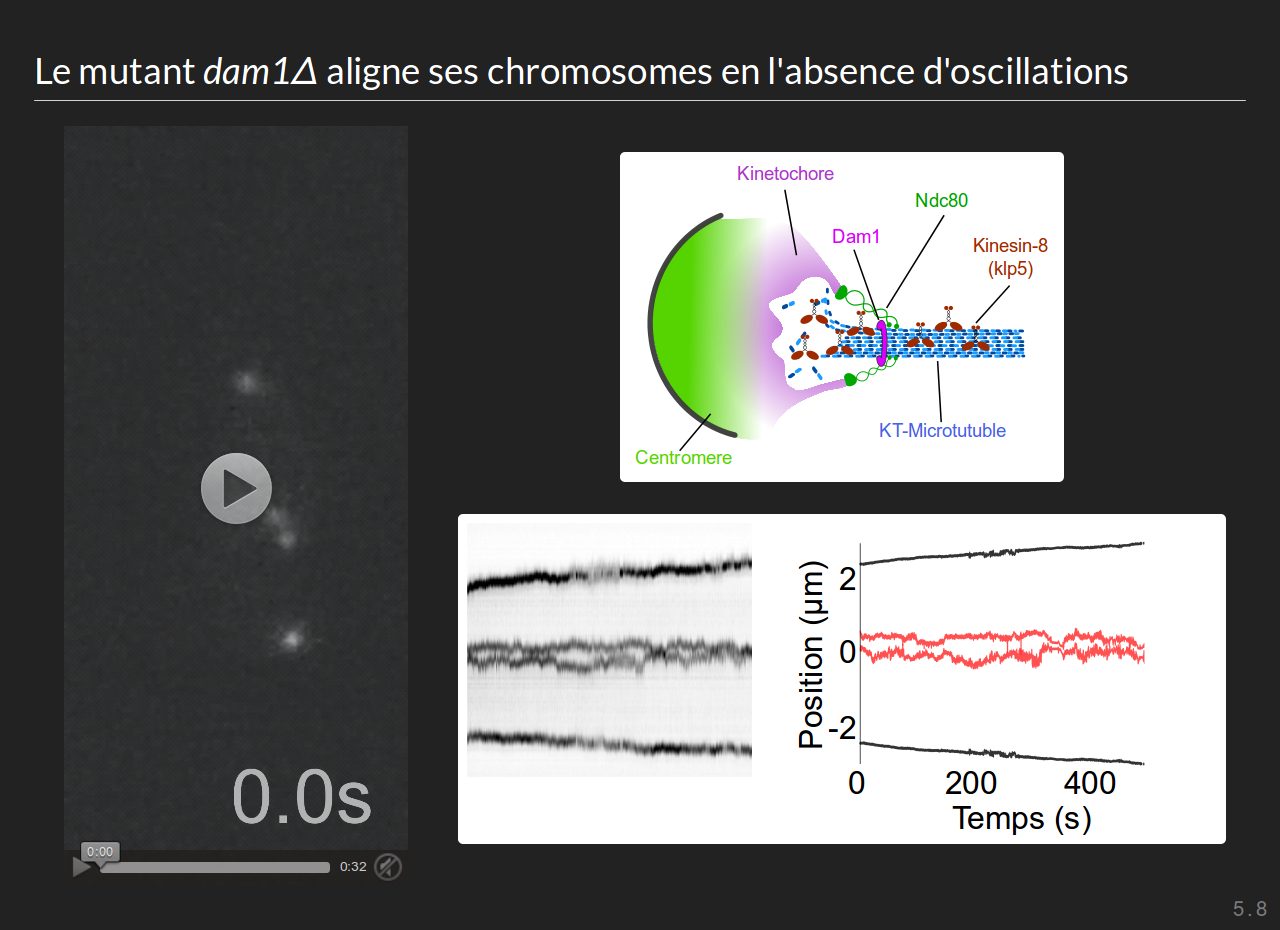 Le mutant dam1Δ aligne ses chromosomes en l'absence d'oscillations
0.0s
0:00
0:32
Kinetochore
Ndc80
Dam1
Kinesin-8
(klp5)
KT-Microtutuble
Centromere
Position (µm)
2
0
-2
0 200 400
Temps (s)
5.8